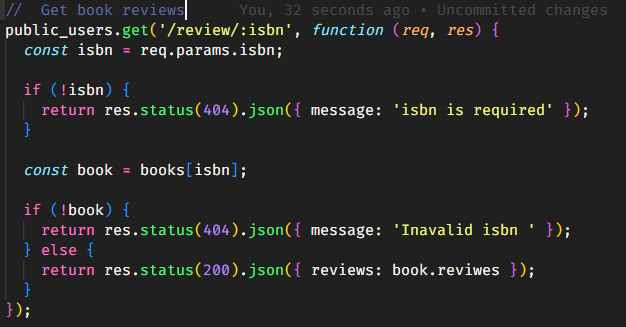 //  Get book reviews      You, 32 seconds ago • Uncommitted changes
public_users.get('/review/:isbn', function (req, res) {
  const isbn = req.params.isbn;
  if (!isbn) {
    return res.status(404).json({ message: 'isbn is required' });
  }
  const book = books[isbn];
  if (!book) {
    return res.status(404).json({ message: 'Inavalid isbn ' });
  } else {
    return res.status(200).json({ reviews: book.reviwes });
  }
});